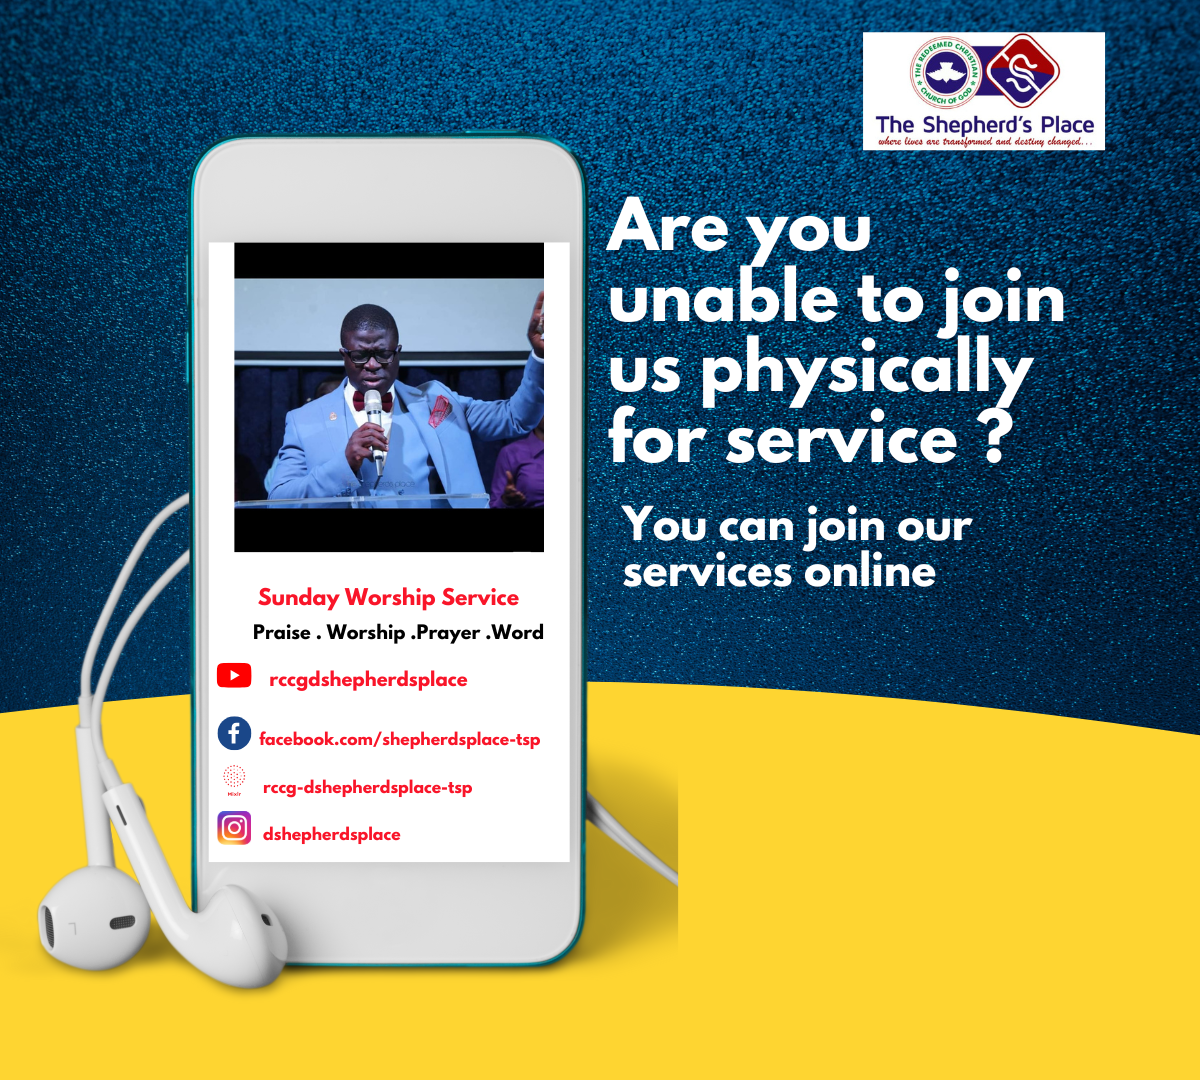 THE REDEEMED CHRISTIAN
CHURCH OF GOD
The Shepherd's Place
where lives are transformed and destiny changed...
Are you
unable to join
us physically
for service ?
You can join our
services online
Sunday Worship Service
Praise . Worship .Prayer .Word
rccgdshepherdsplace
facebook.com/shepherdsplace-tsp
Mixlr
rccg-dshepherdsplace-tsp
dshepherdsplace
L